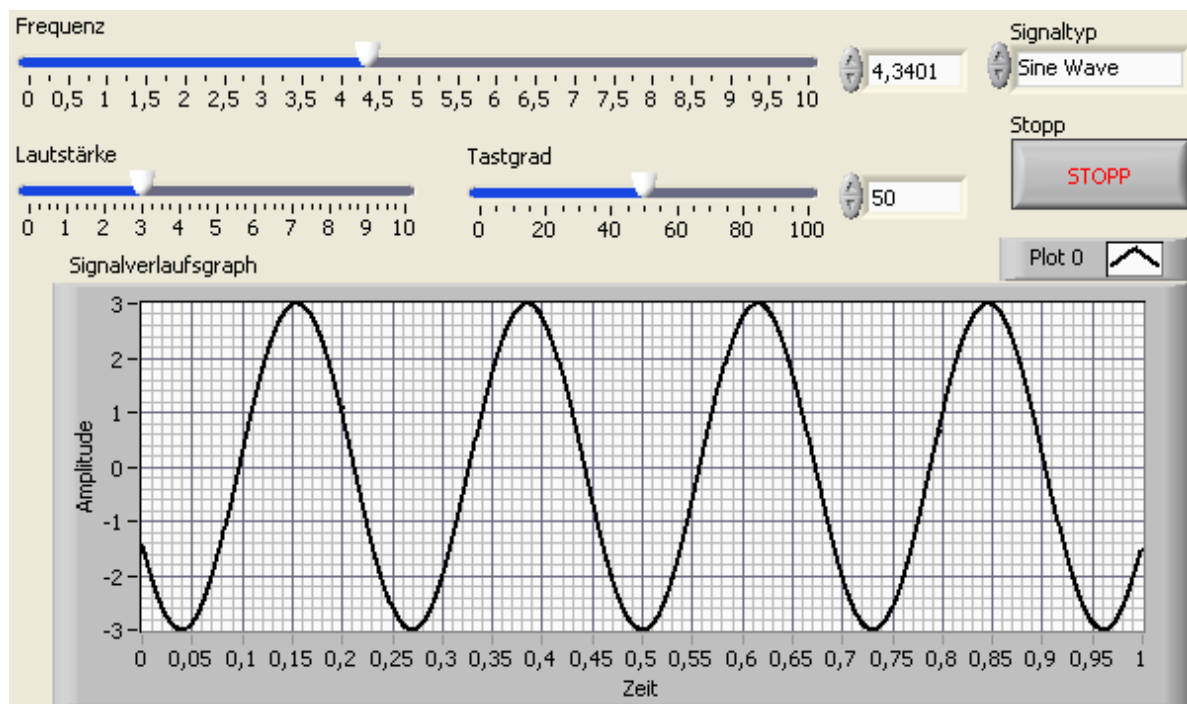 Frequenz
0 0,5 1 1,5 2 2,5 3 3,5 4 4,5 5 5,5 6 6,5 7 7,5 8 8,5 9 9,5 10
4,3401
Signaltyp
Sine Wave
Lautstärke
0 1 2 3 4 5 6 7 8 9 10
Tastgrad
0 20 40 60 80 100
50
Stopp
STOPP
Plot 0
Signalverlaufsgraph
Amplitude
3
2
1
0
-1
-2
-3
0 0,05 0,1 0,15 0,2 0,25 0,3 0,35 0,4 0,45 0,5 0,55 0,6 0,65 0,7 0,75 0,8 0,85 0,9 0,95 1
Zeit